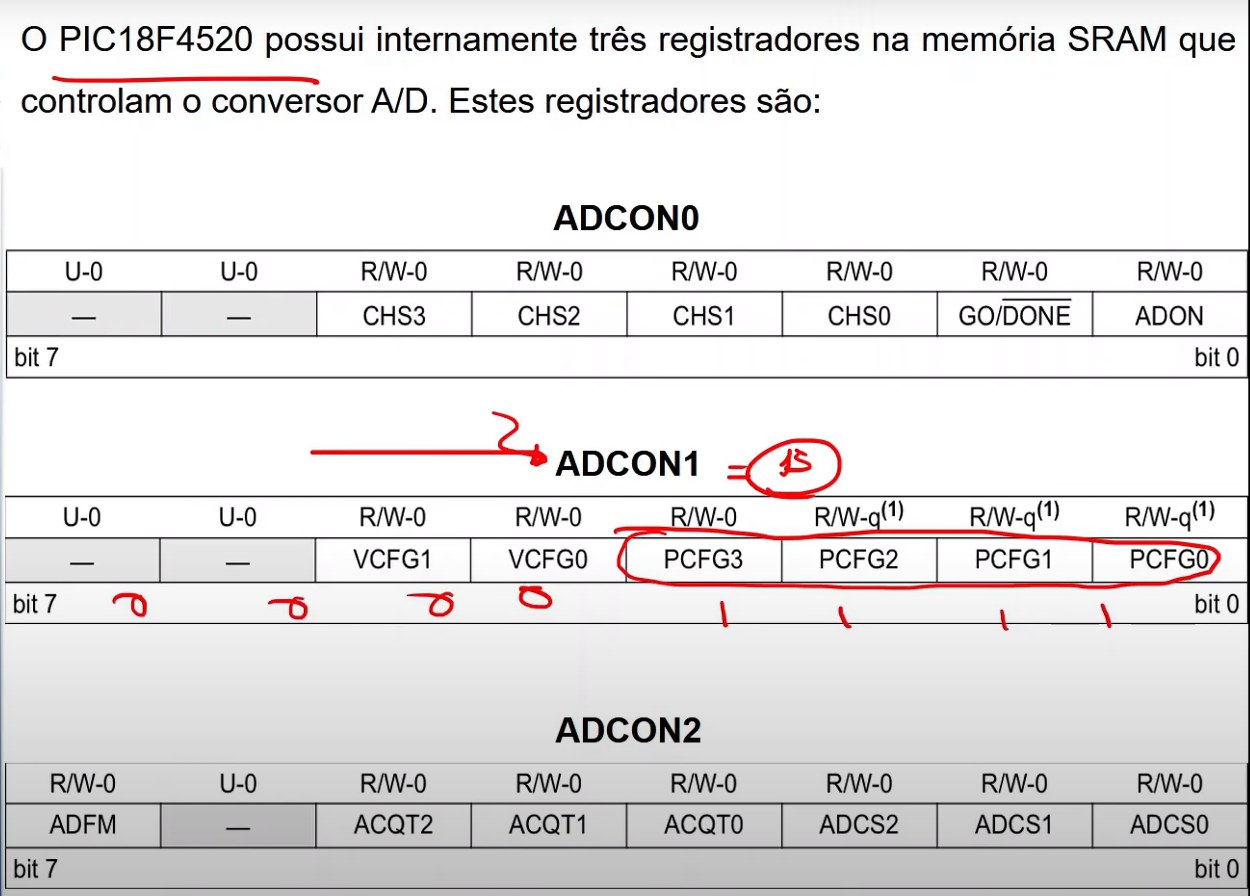 O PIC18F4520 possui internamente três registradores na memória SRAM que
controlam o conversor A/D. Estes registradores são:
ADCON0
U-0 U-0 R/W-0 R/W-0 R/W-0 R/W-0 R/W-0 R/W-0
— — CHS3 CHS2 CHS1 CHS0 GO/D̅O̅N̅E̅ ADON
bit 7 bit 0
ADCON1 = 15
U-0 U-0 R/W-0 R/W-0 R/W-0 R/W-q(1) R/W-q(1) R/W-q(1)
— — VCFG1 VCFG0 PCFG3 PCFG2 PCFG1 PCFG0
bit 7 bit 0
0 0 0 0 1 1 1 1
ADCON2
R/W-0 U-0 R/W-0 R/W-0 R/W-0 R/W-0 R/W-0 R/W-0
ADFM — ACQT2 ACQT1 ACQT0 ADCS2 ADCS1 ADCS0
bit 7 bit 0